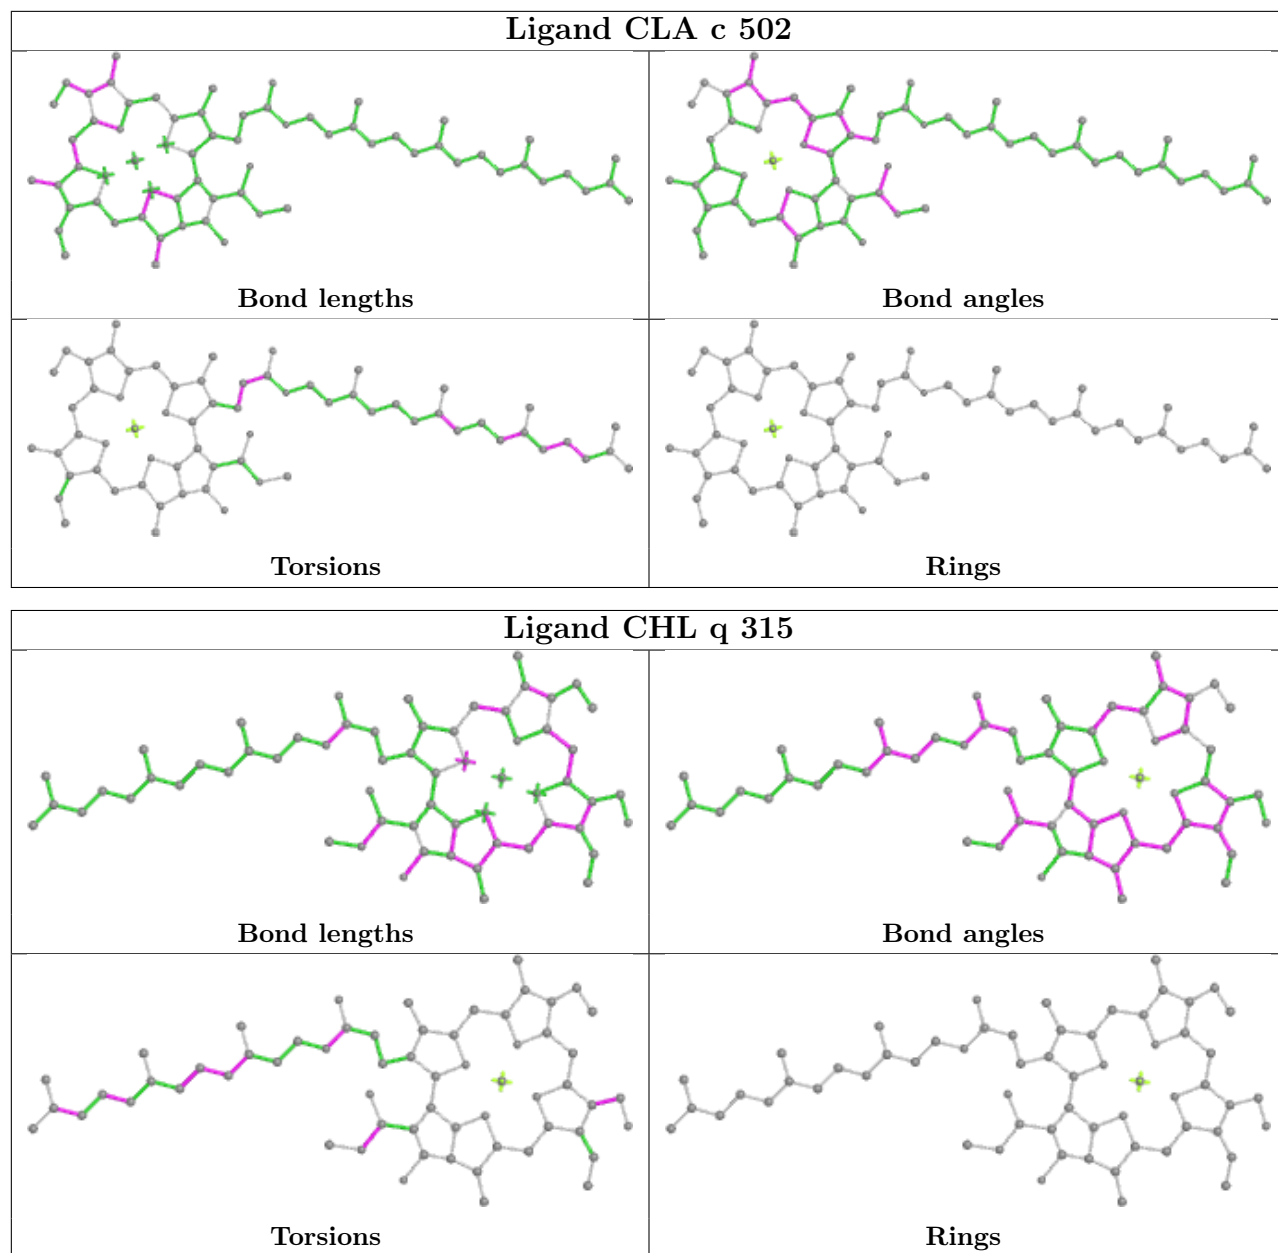 Ligand CLA c 502
Bond lengths
Bond angles
Torsions
Rings
Ligand CHL q 315
Bond lengths
Bond angles
Torsions
Rings